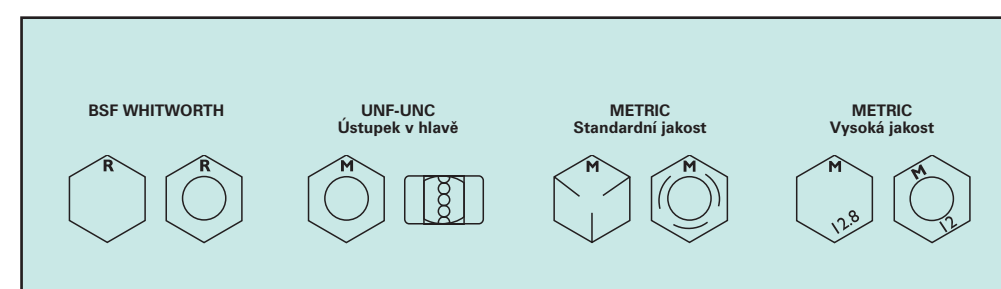 BSF WHITWORTH
R R
UNF-UNC
Ústupek v hlavě
M
METRIC
Standardní jakost
M M
METRIC
Vysoká jakost
M M
12.8 12